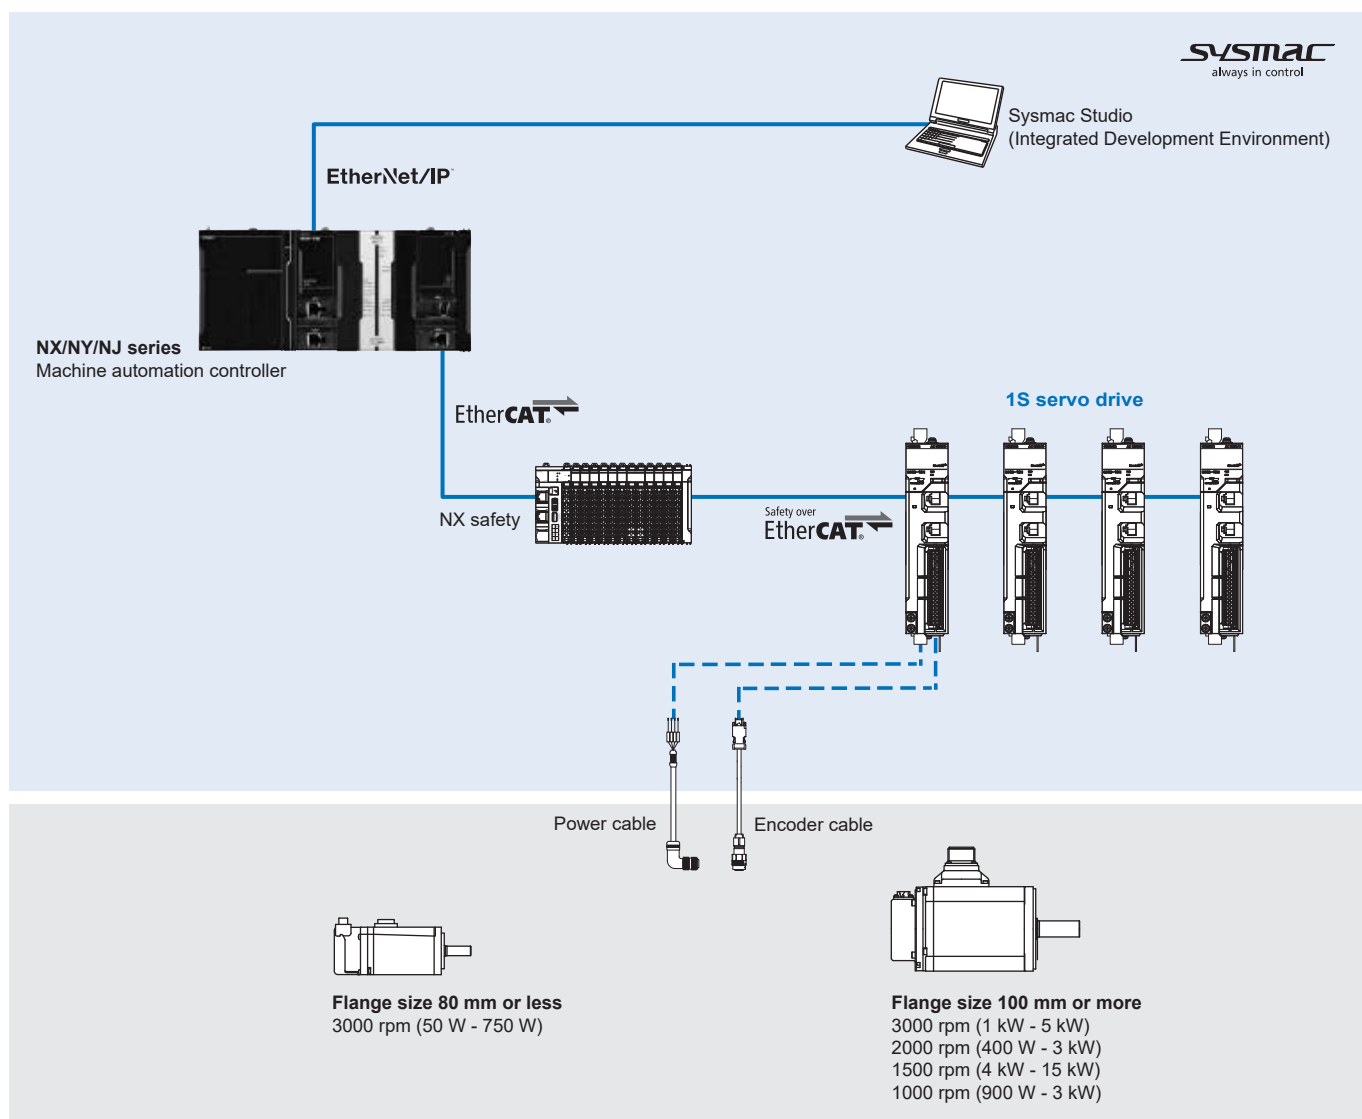 sysmac
always in control
Sysmac Studio
(Integrated Development Environment)
EtherNet/IP™
NX/NY/NJ series
Machine automation controller
EtherCAT®
1S servo drive
NX safety
Safety over
EtherCAT®
Power cable
Encoder cable
Flange size 80 mm or less
3000 rpm (50 W - 750 W)
Flange size 100 mm or more
3000 rpm (1 kW - 5 kW)
2000 rpm (400 W - 3 kW)
1500 rpm (4 kW - 15 kW)
1000 rpm (900 W - 3 kW)